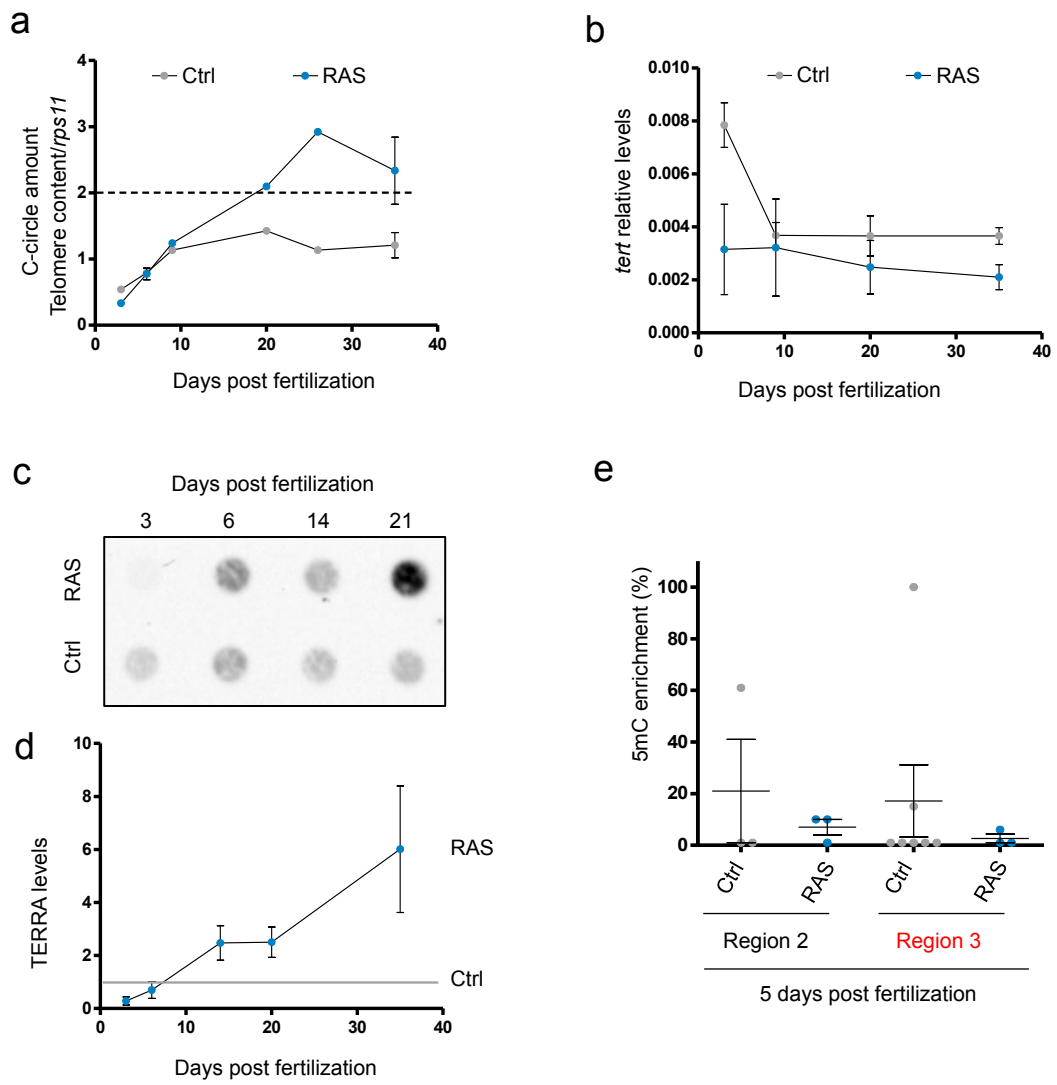 a
4
3
2
1
0
0
10
20
30
40
Ctrl
RAS
C-circle amount
Telomere content/rps11
Days post fertilization
b
0.010
0.008
0.006
0.004
0.002
0.000
0
10
20
30
40
Ctrl
RAS
tert relative levels
Days post fertilization
c
Days post fertilization
3 6 14 21
RAS
Ctrl
d
10
8
6
4
2
0
0
10
20
30
40
TERRA levels
RAS
Ctrl
Days post fertilization
e
5mC enrichment (%)
100
80
60
40
20
0
Ctrl
RAS
Ctrl
RAS
Region 2
Region 3
5 days post fertilization